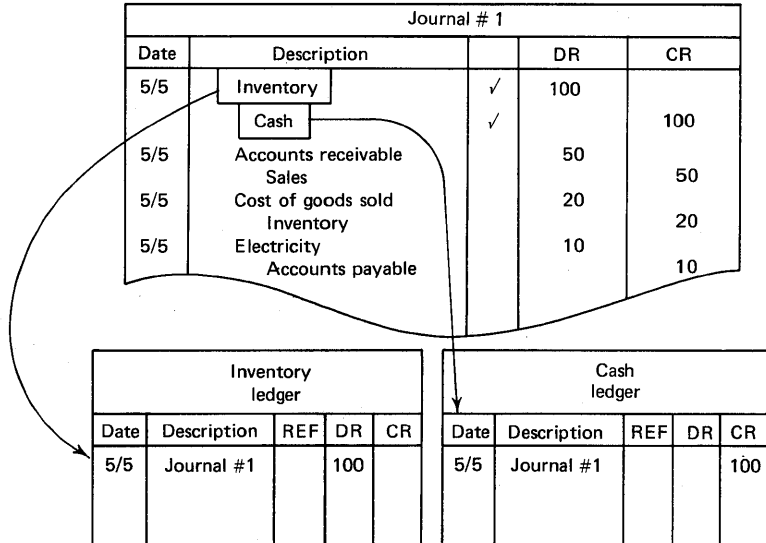 Journal # 1
Date Description DR CR
5/5 Inventory ✓ 100
Cash ✓ 100
5/5 Accounts receivable 50
Sales 50
5/5 Cost of goods sold 20
Inventory 20
5/5 Electricity 10
Accounts payable 10
Inventory
ledger
Date Description REF DR CR
5/5 Journal #1 100
Cash
ledger
Date Description REF DR CR
5/5 Journal #1 100